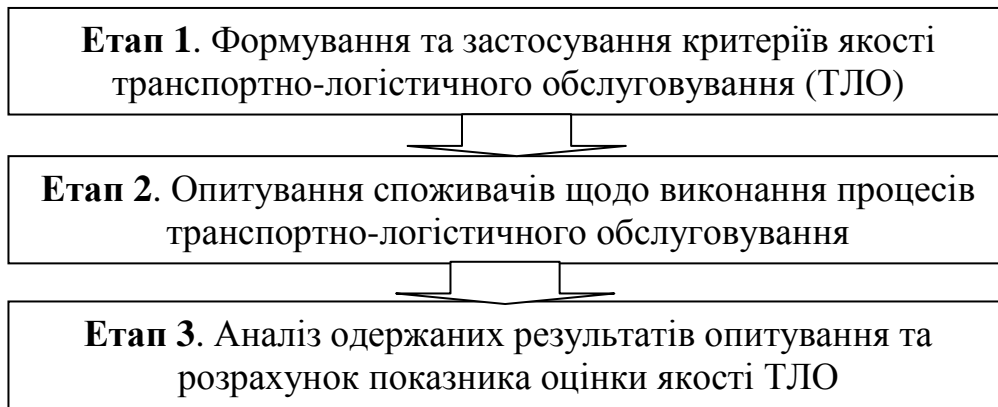 Етап 1. Формування та застосування критеріїв якості
транспортно-логістичного обслуговування (ТЛО)
Етап 2. Опитування споживачів щодо виконання процесів
транспортно-логістичного обслуговування
Етап 3. Аналіз одержаних результатів опитування та
розрахунок показника оцінки якості ТЛО